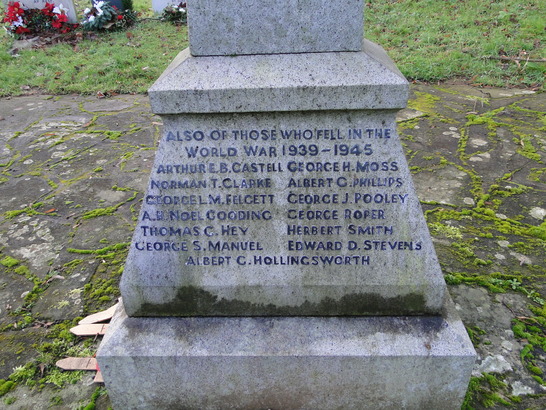 ALSO OF THOSE WHO FELL IN THE
WORLD WAR 1939-1945
ARTHUR E.B. CASTELL GEORGE H. MOSS
NORMAN T. CLARKE ALBERT G. PHILLIPS
GEORGE L.M. FELGETT GEORGE J. POOLEY
A.B. NOEL GOODING GEORGE ROPER
THOMAS C. HEY HERBERT SMITH
GEORGE S. MANUEL EDWARD D. STEVENS
ALBERT C. HOLLINGSWORTH